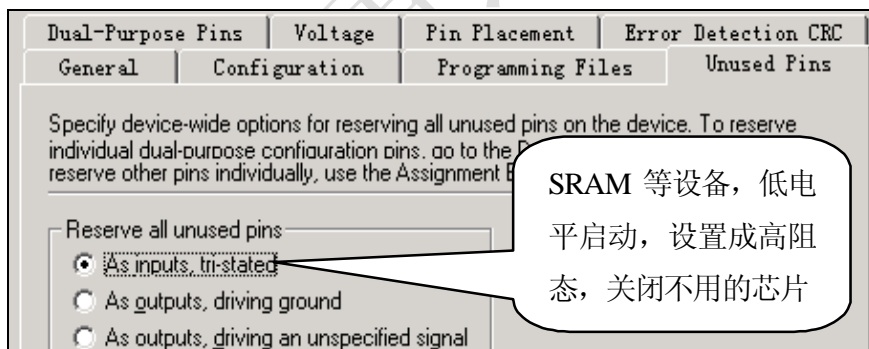 Dual-Purpose Pins Voltage Pin Placement Error Detection CRC
General Configuration Programming Files Unused Pins
Specify device-wide options for reserving all unused pins on the device. To reserve
individual dual-purpose configuration pins, go to the
reserve other pins individually, use the Assignment
SRAM 等设备，低电
平启动，设置成高阻
态，关闭不用的芯片
Reserve all unused pins
As inputs, tri-stated
As outputs, driving ground
As outputs, driving an unspecified signal